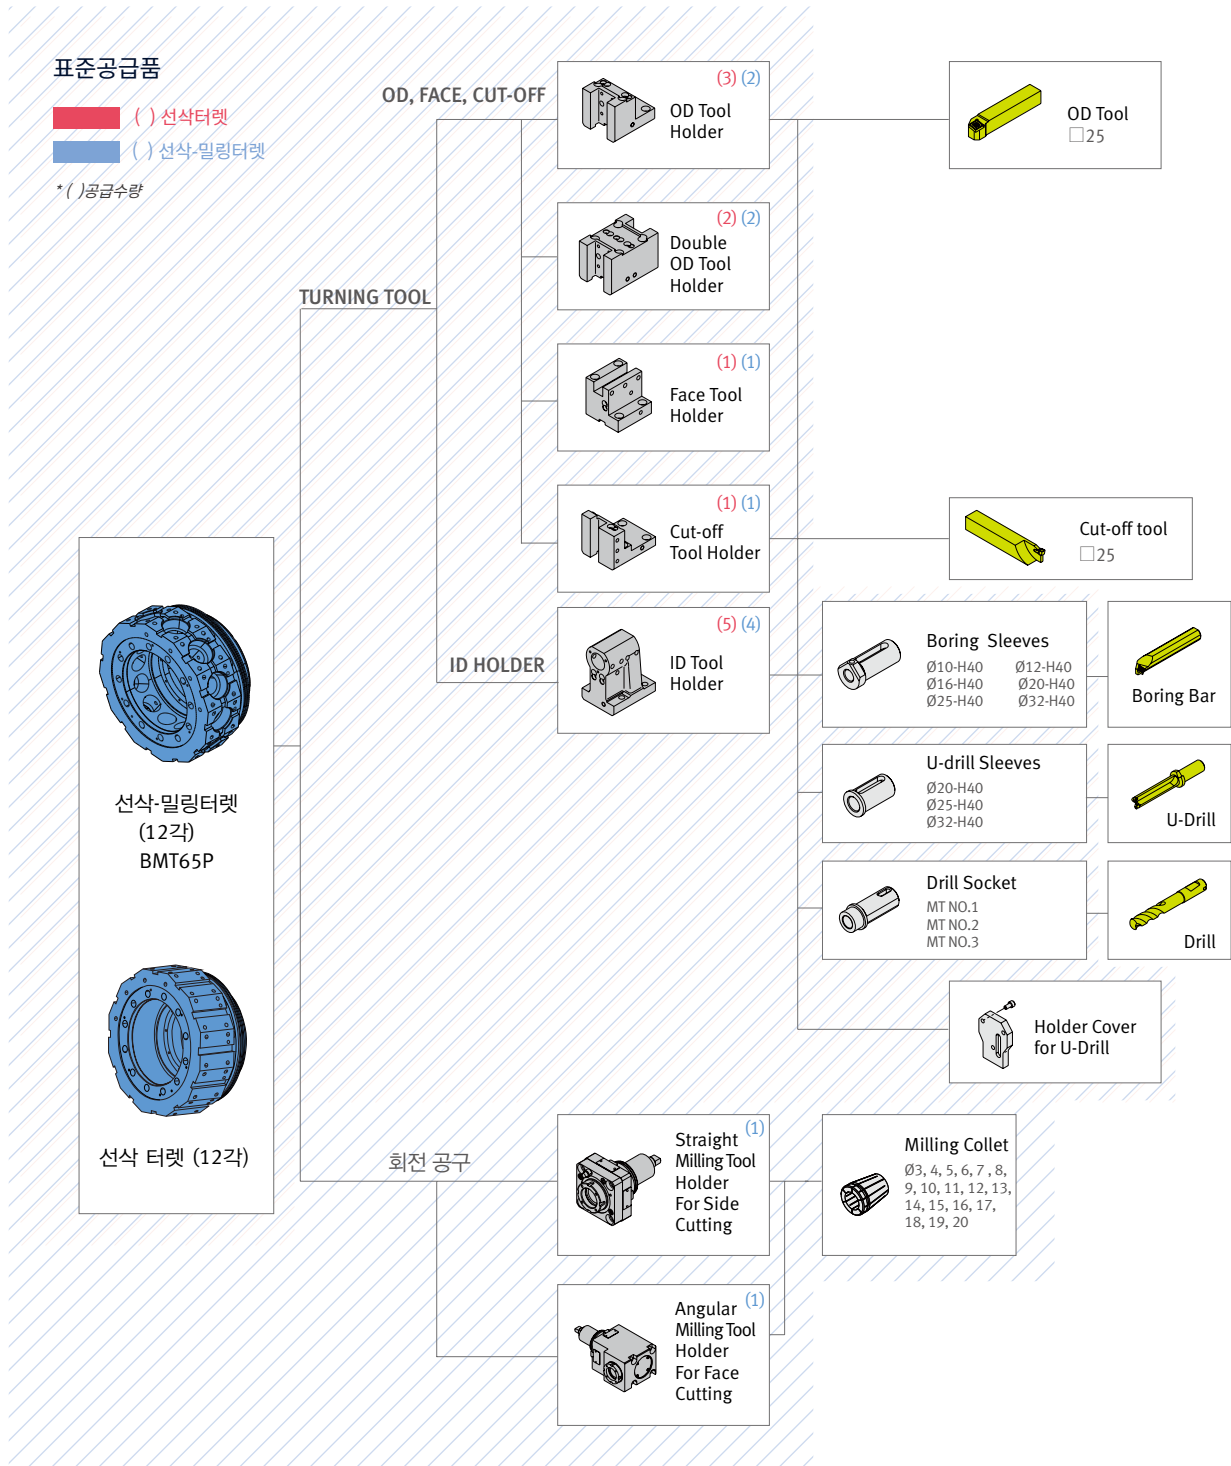 표준공급품
( ) 선삭터렛
( ) 선삭-밀링터렛
* ( )공급수량
OD, FACE, CUT-OFF
(3) (2)
OD Tool
Holder
OD Tool
□25
(2) (2)
Double
OD Tool
Holder
TURNING TOOL
(1) (1)
Face Tool
Holder
(1) (1)
Cut-off
Tool Holder
Cut-off tool
□25
(5) (4)
ID HOLDER
ID Tool
Holder
Boring Sleeves
Ø10-H40 Ø12-H40
Ø16-H40 Ø20-H40
Ø25-H40 Ø32-H40
Boring Bar
U-drill Sleeves
Ø20-H40
Ø25-H40
Ø32-H40
U-Drill
선삭-밀링터렛
(12각)
BMT65P
Drill Socket
MT NO.1
MT NO.2
MT NO.3
Drill
Holder Cover
for U-Drill
선삭 터렛 (12각)
회전 공구
(1)
Straight
Milling Tool
Holder
For Side
Cutting
Milling Collet
Ø3, 4, 5, 6, 7 , 8,
9, 10, 11, 12, 13,
14, 15, 16, 17,
18, 19, 20
(1)
Angular
Milling Tool
Holder
For Face
Cutting